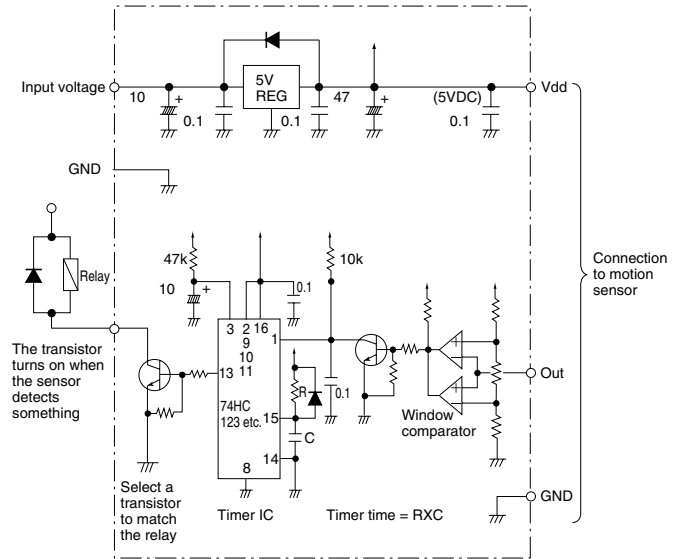 Input voltage
10
+
0.1
5V
REG
0.1
47
+
(5VDC)
0.1
Vdd
GND
Relay
47k
10
+
0.1
10k
Connection
to motion
sensor
3
2
16
9
10
11
1
13
74HC
123 etc.
15
14
8
R
C
0.1
+
−
+
−
Out
Window
comparator
The transistor
turns on when
the sensor
detects
something
Select a
transistor
to match
the relay
Timer IC
Timer time = RXC
GND